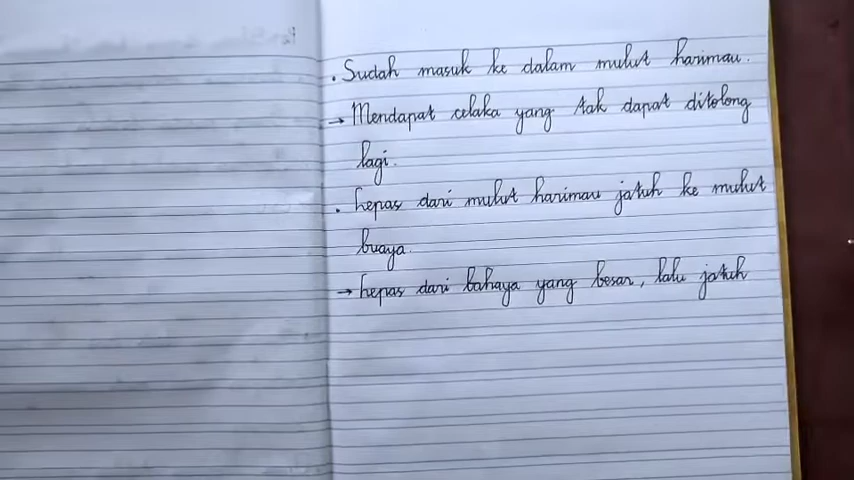 . Sudah masuk ke dalam mulut harimau.
→ Mendapat celaka yang tak dapat ditolong
lagi.
. Lepas dari mulut harimau jatuh ke mulut
buaya.
→ Lepas dari bahaya yang besar, lalu jatuh